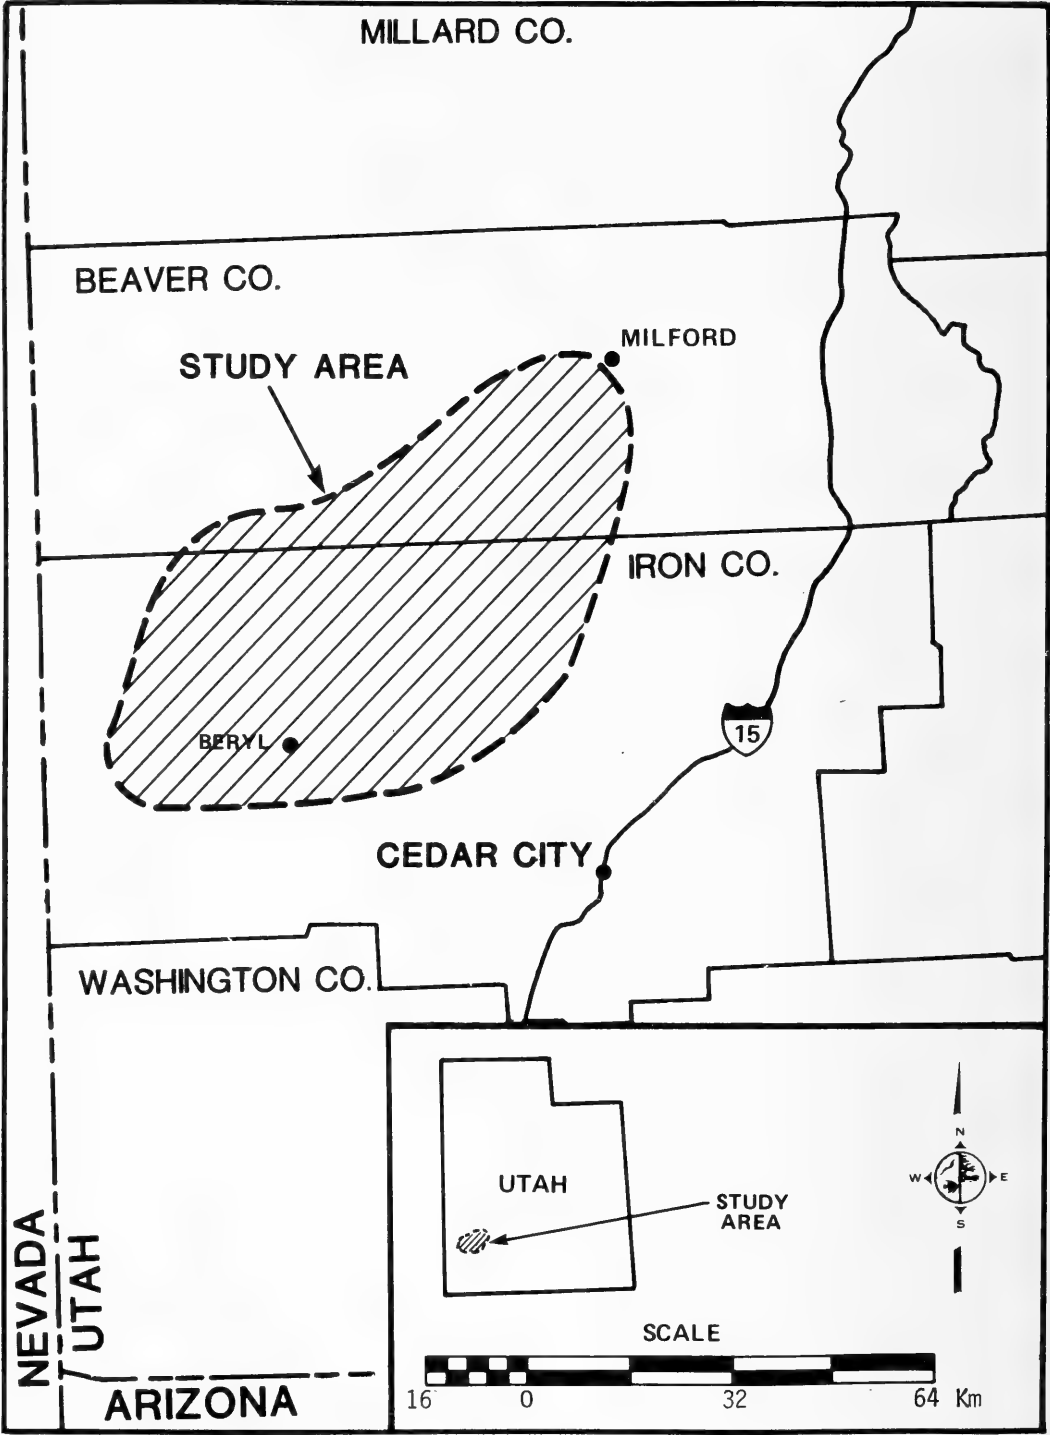 MILLARD CO.
BEAVER CO.
MILFORD
STUDY AREA
IRON CO.
15
BERYL
CEDAR CITY
WASHINGTON CO.
UTAH
STUDY
AREA
N
W
E
S
NEVADA
UTAH
ARIZONA
SCALE
16 0 32 64 Km